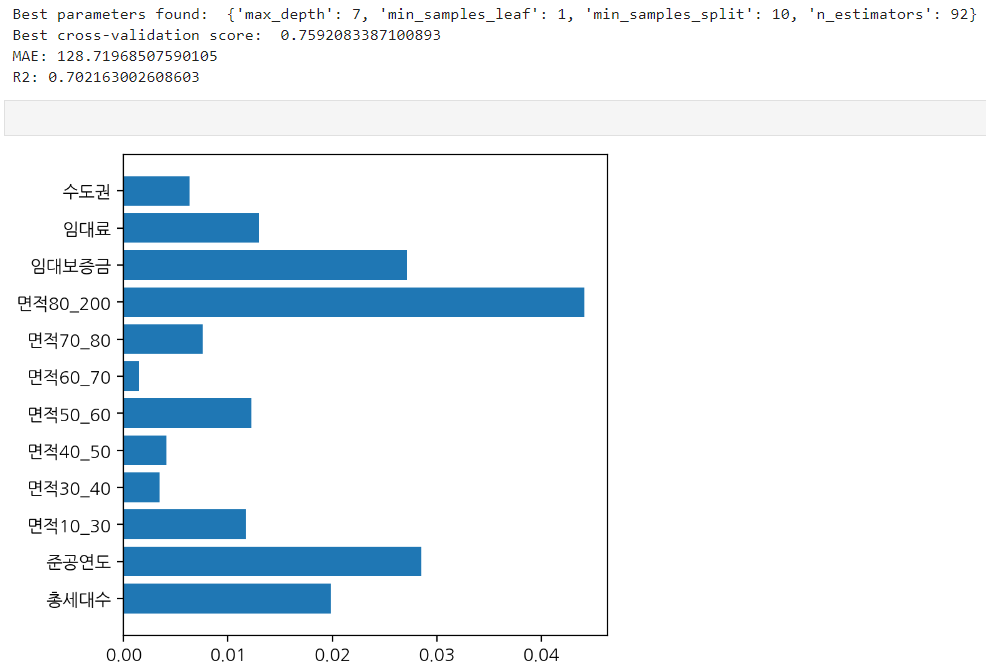 Best parameters found:  {'max_depth': 7, 'min_samples_leaf': 1, 'min_samples_split': 10, 'n_estimators': 92}
Best cross-validation score:  0.7592083387100893
MAE: 128.71968507590105
R2: 0.702163002608603
수도권
임대료
임대보증금
면적80_200
면적70_80
면적60_70
면적50_60
면적40_50
면적30_40
면적10_30
준공연도
총세대수
0.00 0.01 0.02 0.03 0.04